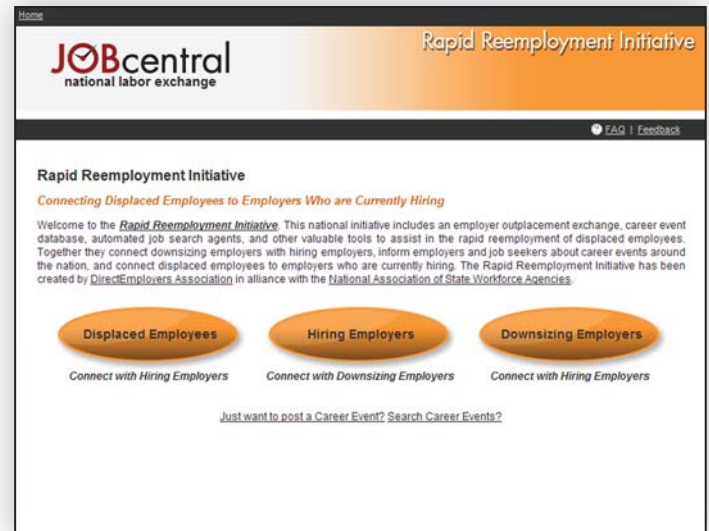 Home
JOBcentral
national labor exchange
Rapid Reemployment Initiative
? FAQ | Feedback
Rapid Reemployment Initiative
Connecting Displaced Employees to Employers Who are Currently Hiring
Welcome to the Rapid Reemployment Initiative. This national initiative includes an employer outplacement exchange, career event
database, automated job search agents, and other valuable tools to assist in the rapid reemployment of displaced employees.
Together they connect downsizing employers with hiring employers, inform employers and job seekers about career events around
the nation, and connect displaced employees to employers who are currently hiring. The Rapid Reemployment Initiative has been
created by DirectEmployers Association in alliance with the National Association of State Workforce Agencies.
Displaced Employees Hiring Employers Downsizing Employers
Connect with Hiring Employers Connect with Downsizing Employers Connect with Hiring Employers
Just want to post a Career Event? Search Career Events?